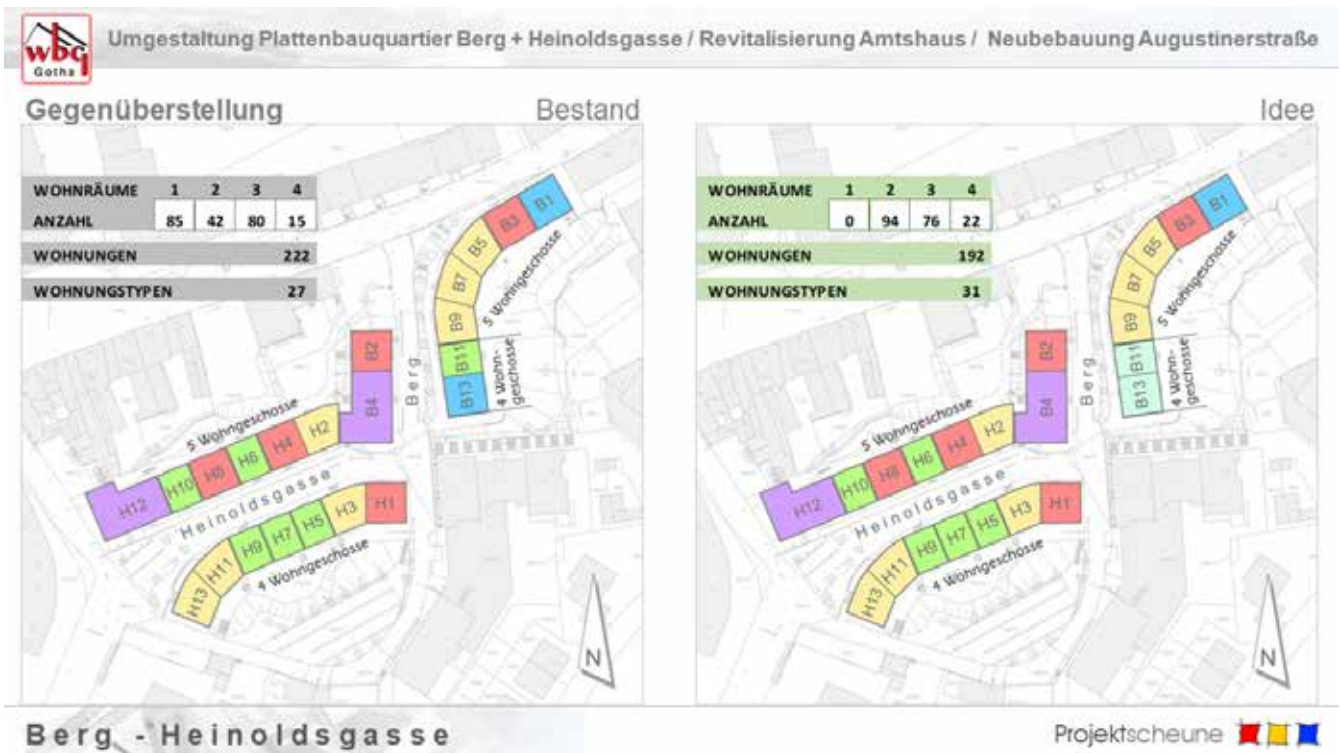 wbg
Gotha
Umgestaltung Plattenbauquartier Berg + Heinoldsgasse / Revitalisierung Amtshaus / Neubebauung Augustinerstraße
Gegenüberstellung
Bestand
WOHNRÄUME 1 2 3 4
ANZAHL 85 42 80 15
WOHNUNGEN 222
WOHNUNGSTYPEN 27
B1
B3
B5
B7
B9
B11
B13
5 Wohngeschosse
4 Wohn-
geschosse
B2
B4
Berg
5 Wohngeschosse
H2
H4
H6
H8
H10
H12
Heinoldsgasse
H1
H3
H5
H7
H9
H11
H13
4 Wohngeschosse
N
Idee
WOHNRÄUME 1 2 3 4
ANZAHL 0 94 76 22
WOHNUNGEN 192
WOHNUNGSTYPEN 31
B1
B3
B5
B7
B9
B11
B13
5 Wohngeschosse
4 Wohn-
geschosse
B2
B4
Berg
5 Wohngeschosse
H2
H4
H6
H8
H10
H12
Heinoldsgasse
H1
H3
H5
H7
H9
H11
H13
4 Wohngeschosse
N
Berg - Heinoldsgasse
Projektscheune